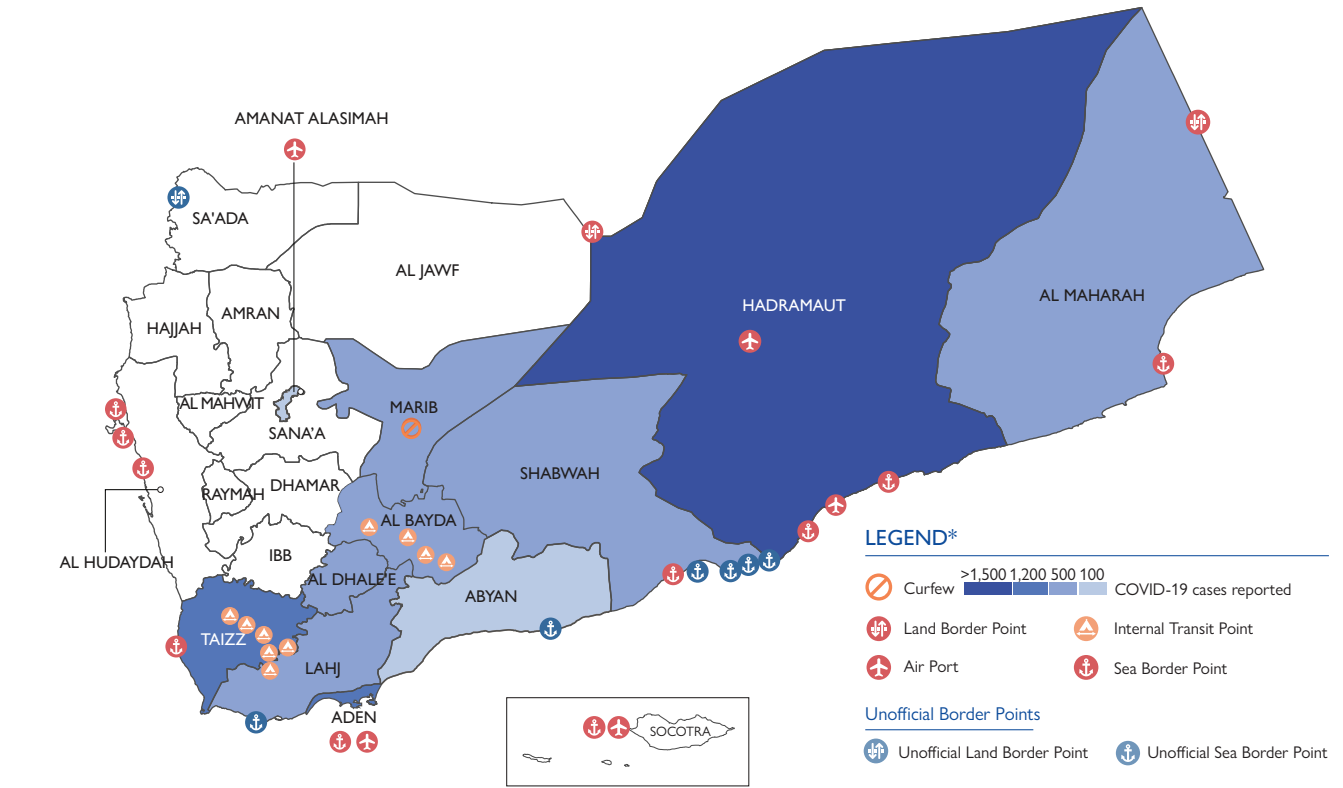 AMANAT ALASIMAH
SA'ADA
AL JAWF
HADRAMAUT
AL MAHARAH
AMRAN
HAJJAH
AL MAHWIT
MARIB
SANA'A
SHABWAH
RAYMAH
DHAMAR
AL BAYDA
IBB
AL HUDAYDAH
AL DHALE'E
ABYAN
TAIZZ
LAHJ
ADEN
SOCOTRA
LEGEND*
>1,500 1,200 500 100
Curfew
COVID-19 cases reported
Land Border Point
Internal Transit Point
Air Port
Sea Border Point
Unofficial Border Points
Unofficial Land Border Point
Unofficial Sea Border Point